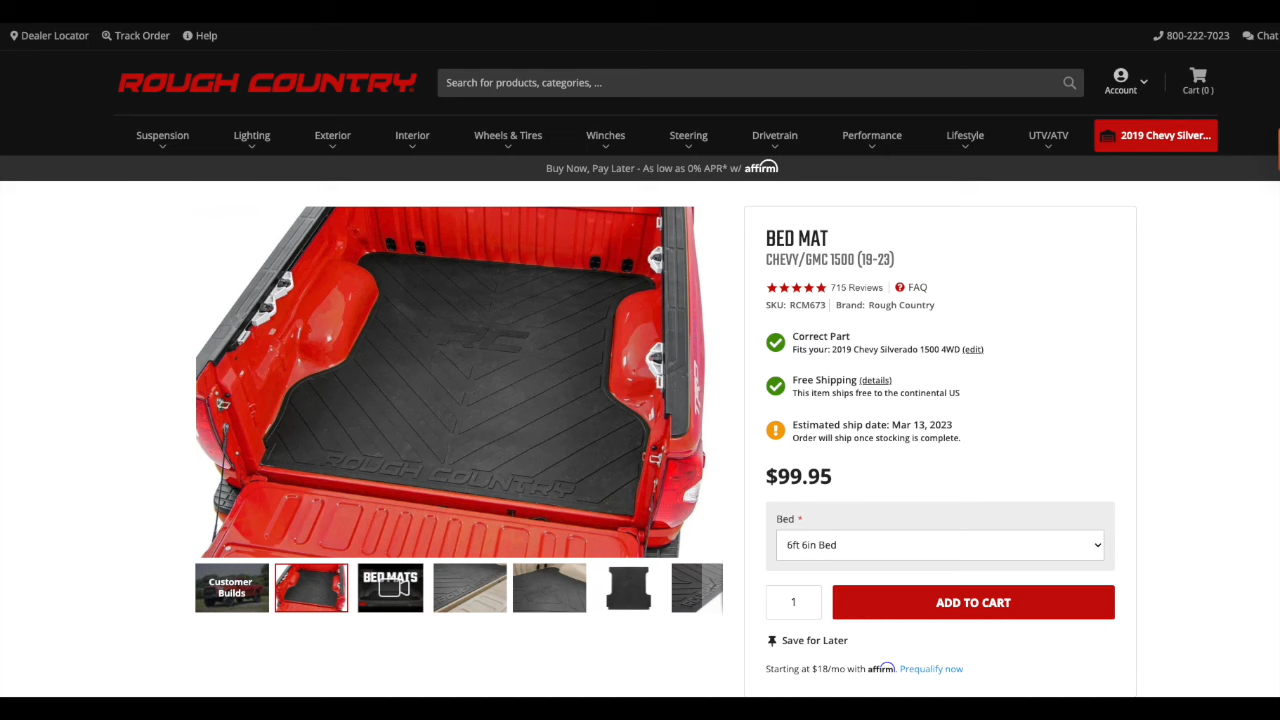 Dealer Locator Track Order Help
800-222-7023 Chat
ROUGH COUNTRY
Search for products, categories, ...
Account
Cart (0 )
Suspension Lighting Exterior Interior Wheels & Tires Winches Steering Drivetrain Performance Lifestyle UTV/ATV 2019 Chevy Silver...
Buy Now, Pay Later - As low as 0% APR* w/ affirm
BED MAT
CHEVY/GMC 1500 (19-23)
715 Reviews FAQ
SKU: RCM673 Brand: Rough Country
Correct Part
Fits your: 2019 Chevy Silverado 1500 4WD (edit)
Free Shipping (details)
This item ships free to the continental US
Estimated ship date: Mar 13, 2023
Order will ship once stocking is complete.
$99.95
Bed *
6ft 6in Bed
1
ADD TO CART
Save for Later
Starting at $18/mo with affirm. Prequalify now
RC
ROUGH COUNTRY
Customer
Builds
BED MATS